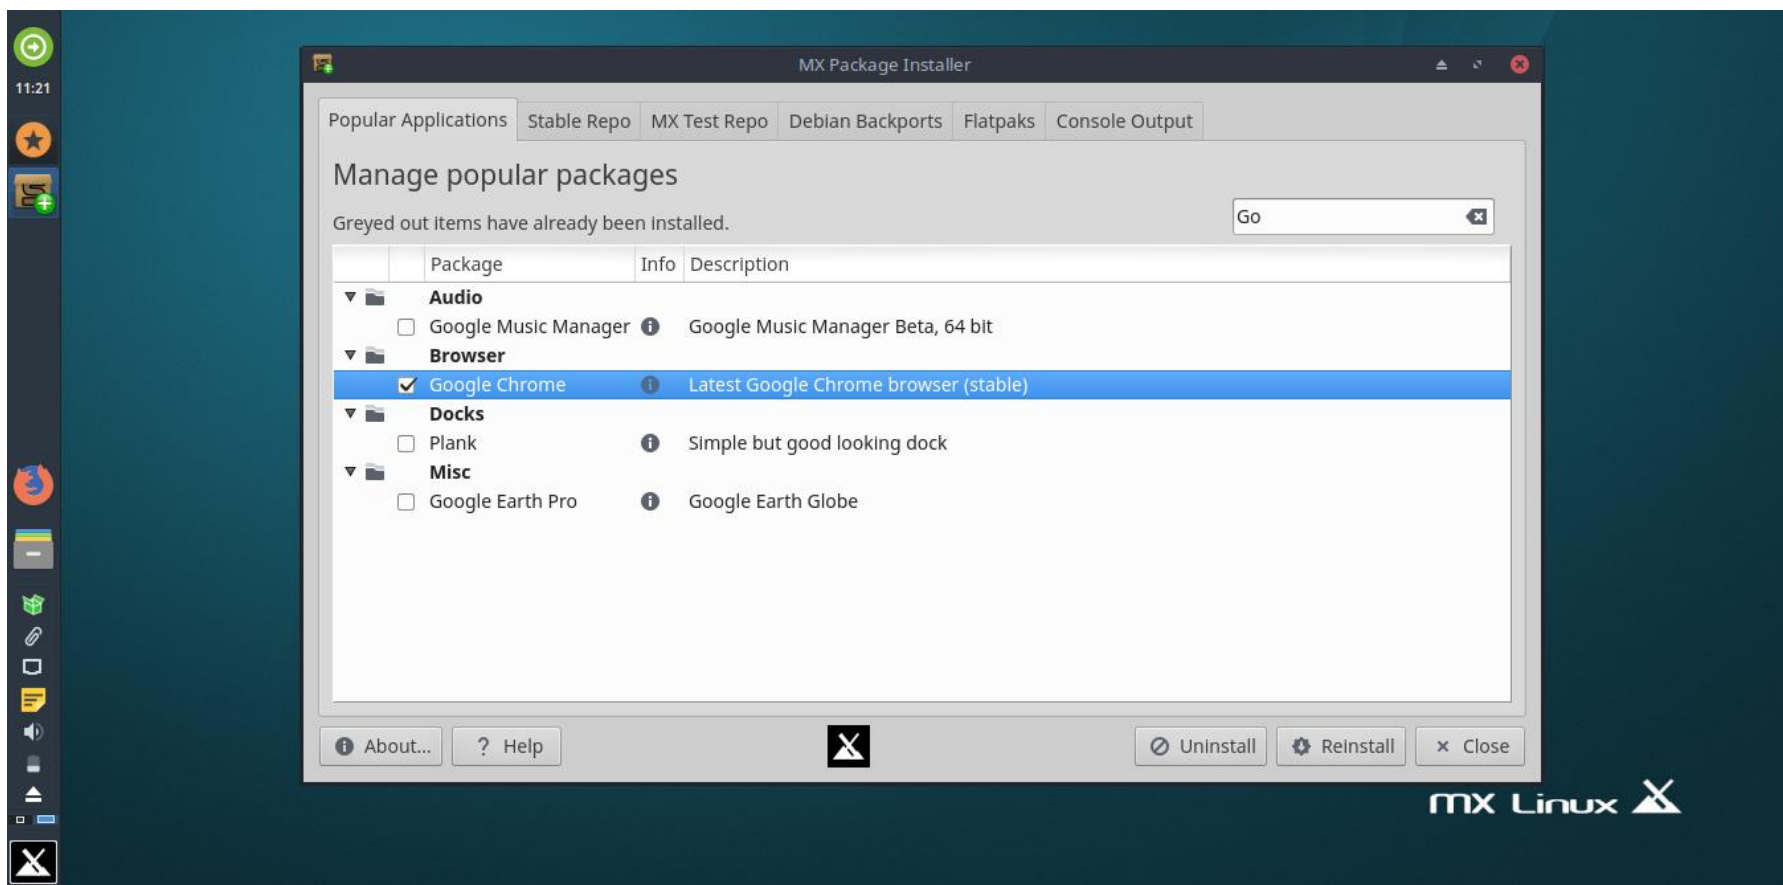 11:21
MX Package Installer
Popular Applications Stable Repo MX Test Repo Debian Backports Flatpaks Console Output
Manage popular packages
Greyed out items have already been installed.
Go
Package Info Description
Audio
Google Music Manager Google Music Manager Beta, 64 bit
Browser
Google Chrome Latest Google Chrome browser (stable)
Docks
Plank Simple but good looking dock
Misc
Google Earth Pro Google Earth Globe
About... ? Help Uninstall Reinstall Close
MX Linux